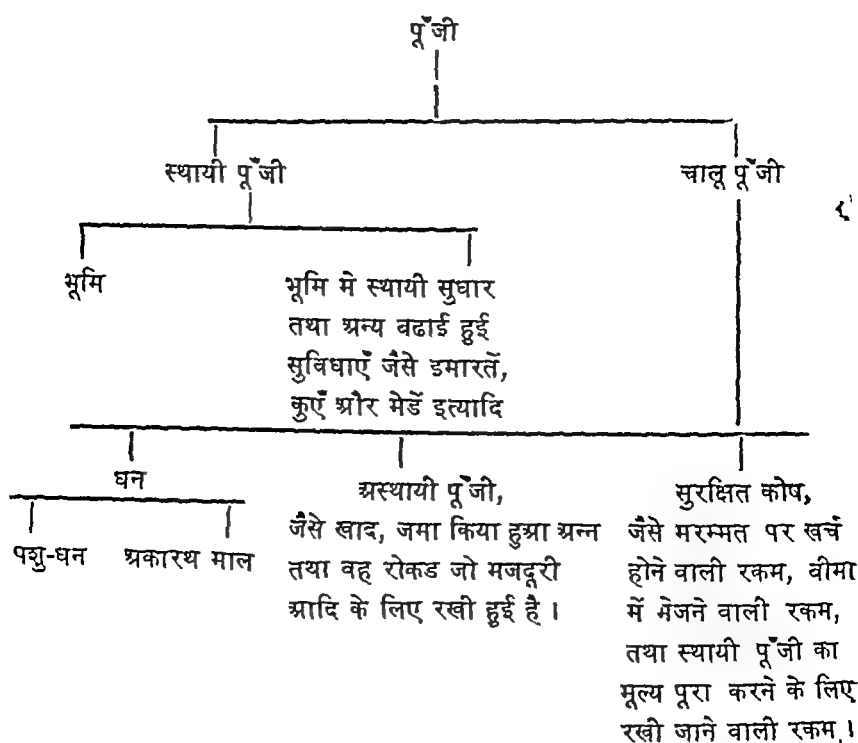 पूँजी
स्थायी पूँजी
चालू पूँजी
भूमि
भूमि मे स्थायी सुधार
तथा अन्य बढाई हुई
सुविधाएँ जैसे इमारतें,
कुएँ और मेडें इत्यादि
धन
पशु-धन
अकारथ माल
अस्थायी पूँजी,
जैसे खाद, जमा किया हुआ अन्न
तथा वह रोकड जो मजदूरी
आदि के लिए रखी हुई है ।
सुरक्षित कोष,
जैसे मरम्मत पर खर्च
होने वाली रकम, वीमा
में भेजने वाली रकम,
तथा स्थायी पूँजी का
मूल्य पूरा करने के लिए
रखी जाने वाली रकम ।